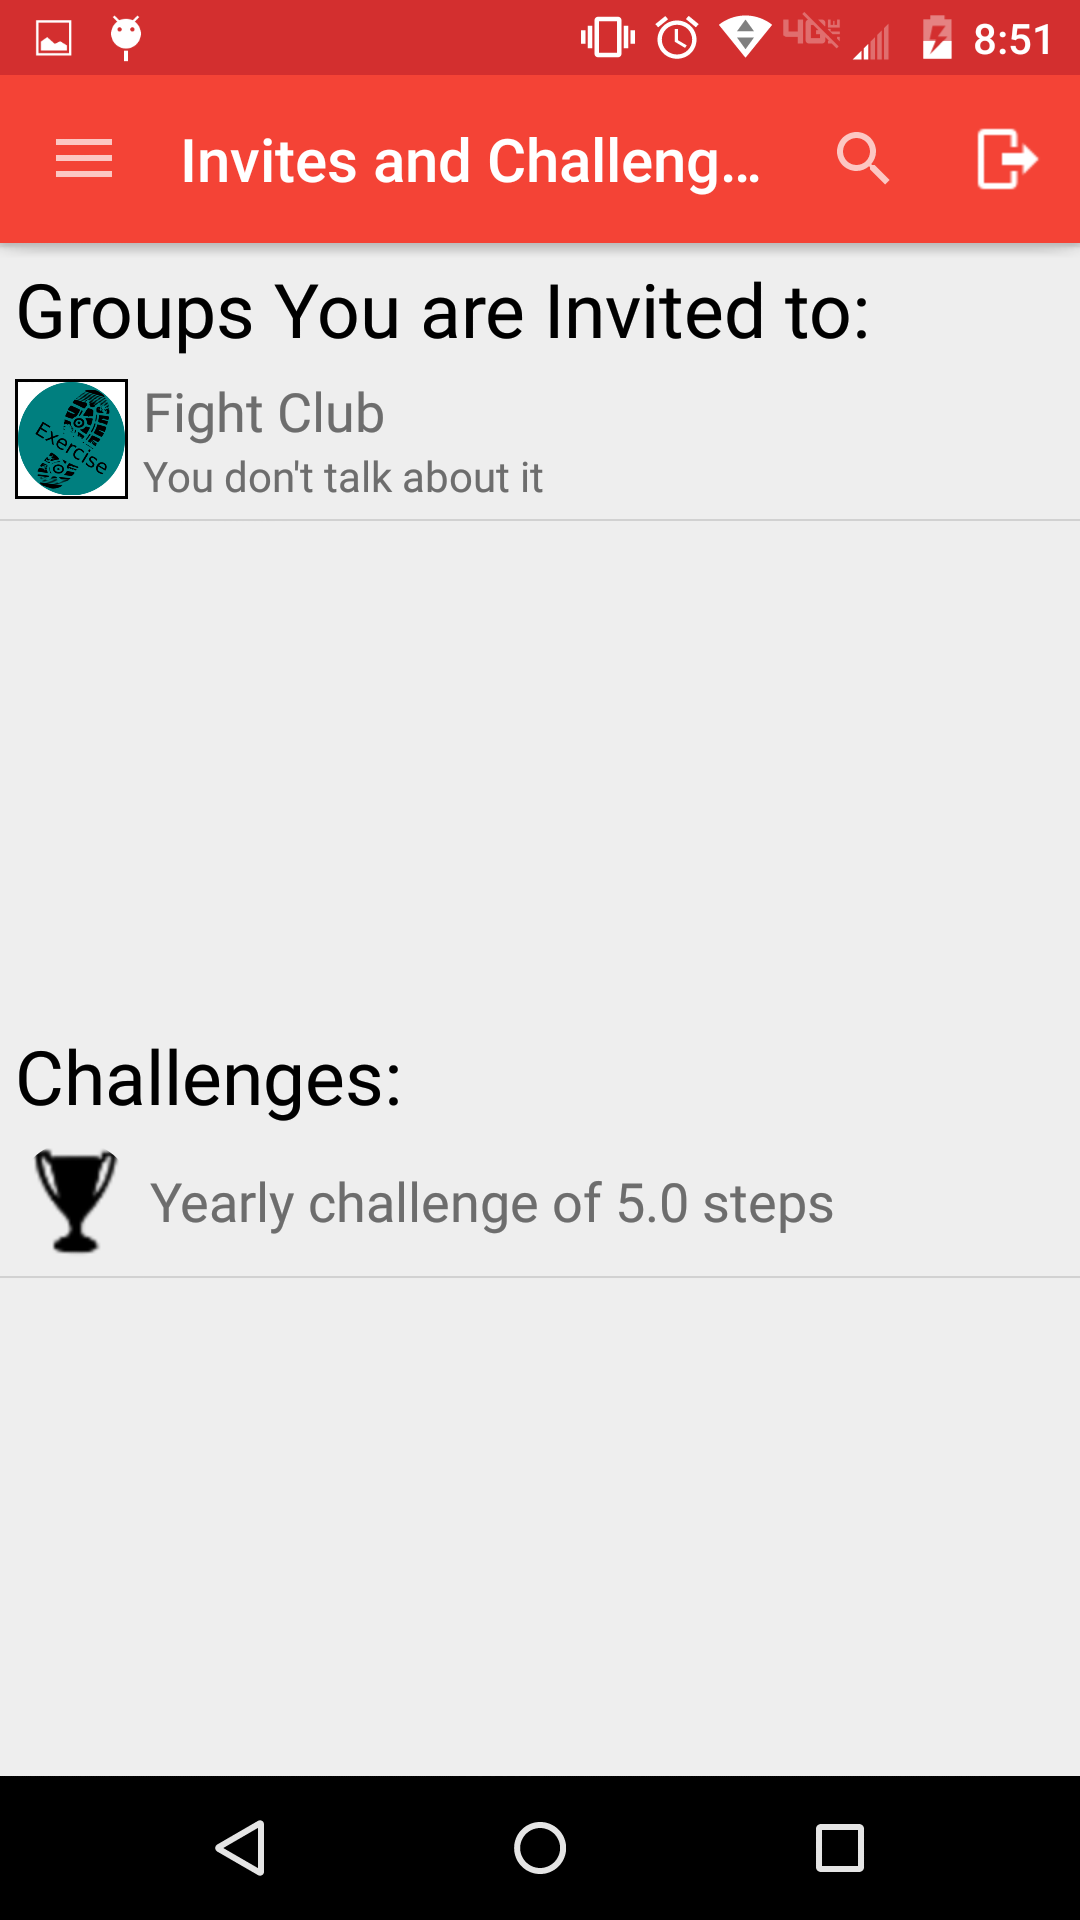 4G LTE 8:51
Invites and Challeng...
Groups You are Invited to:
Exercise
Fight Club
You don't talk about it
Challenges:
Yearly challenge of 5.0 steps